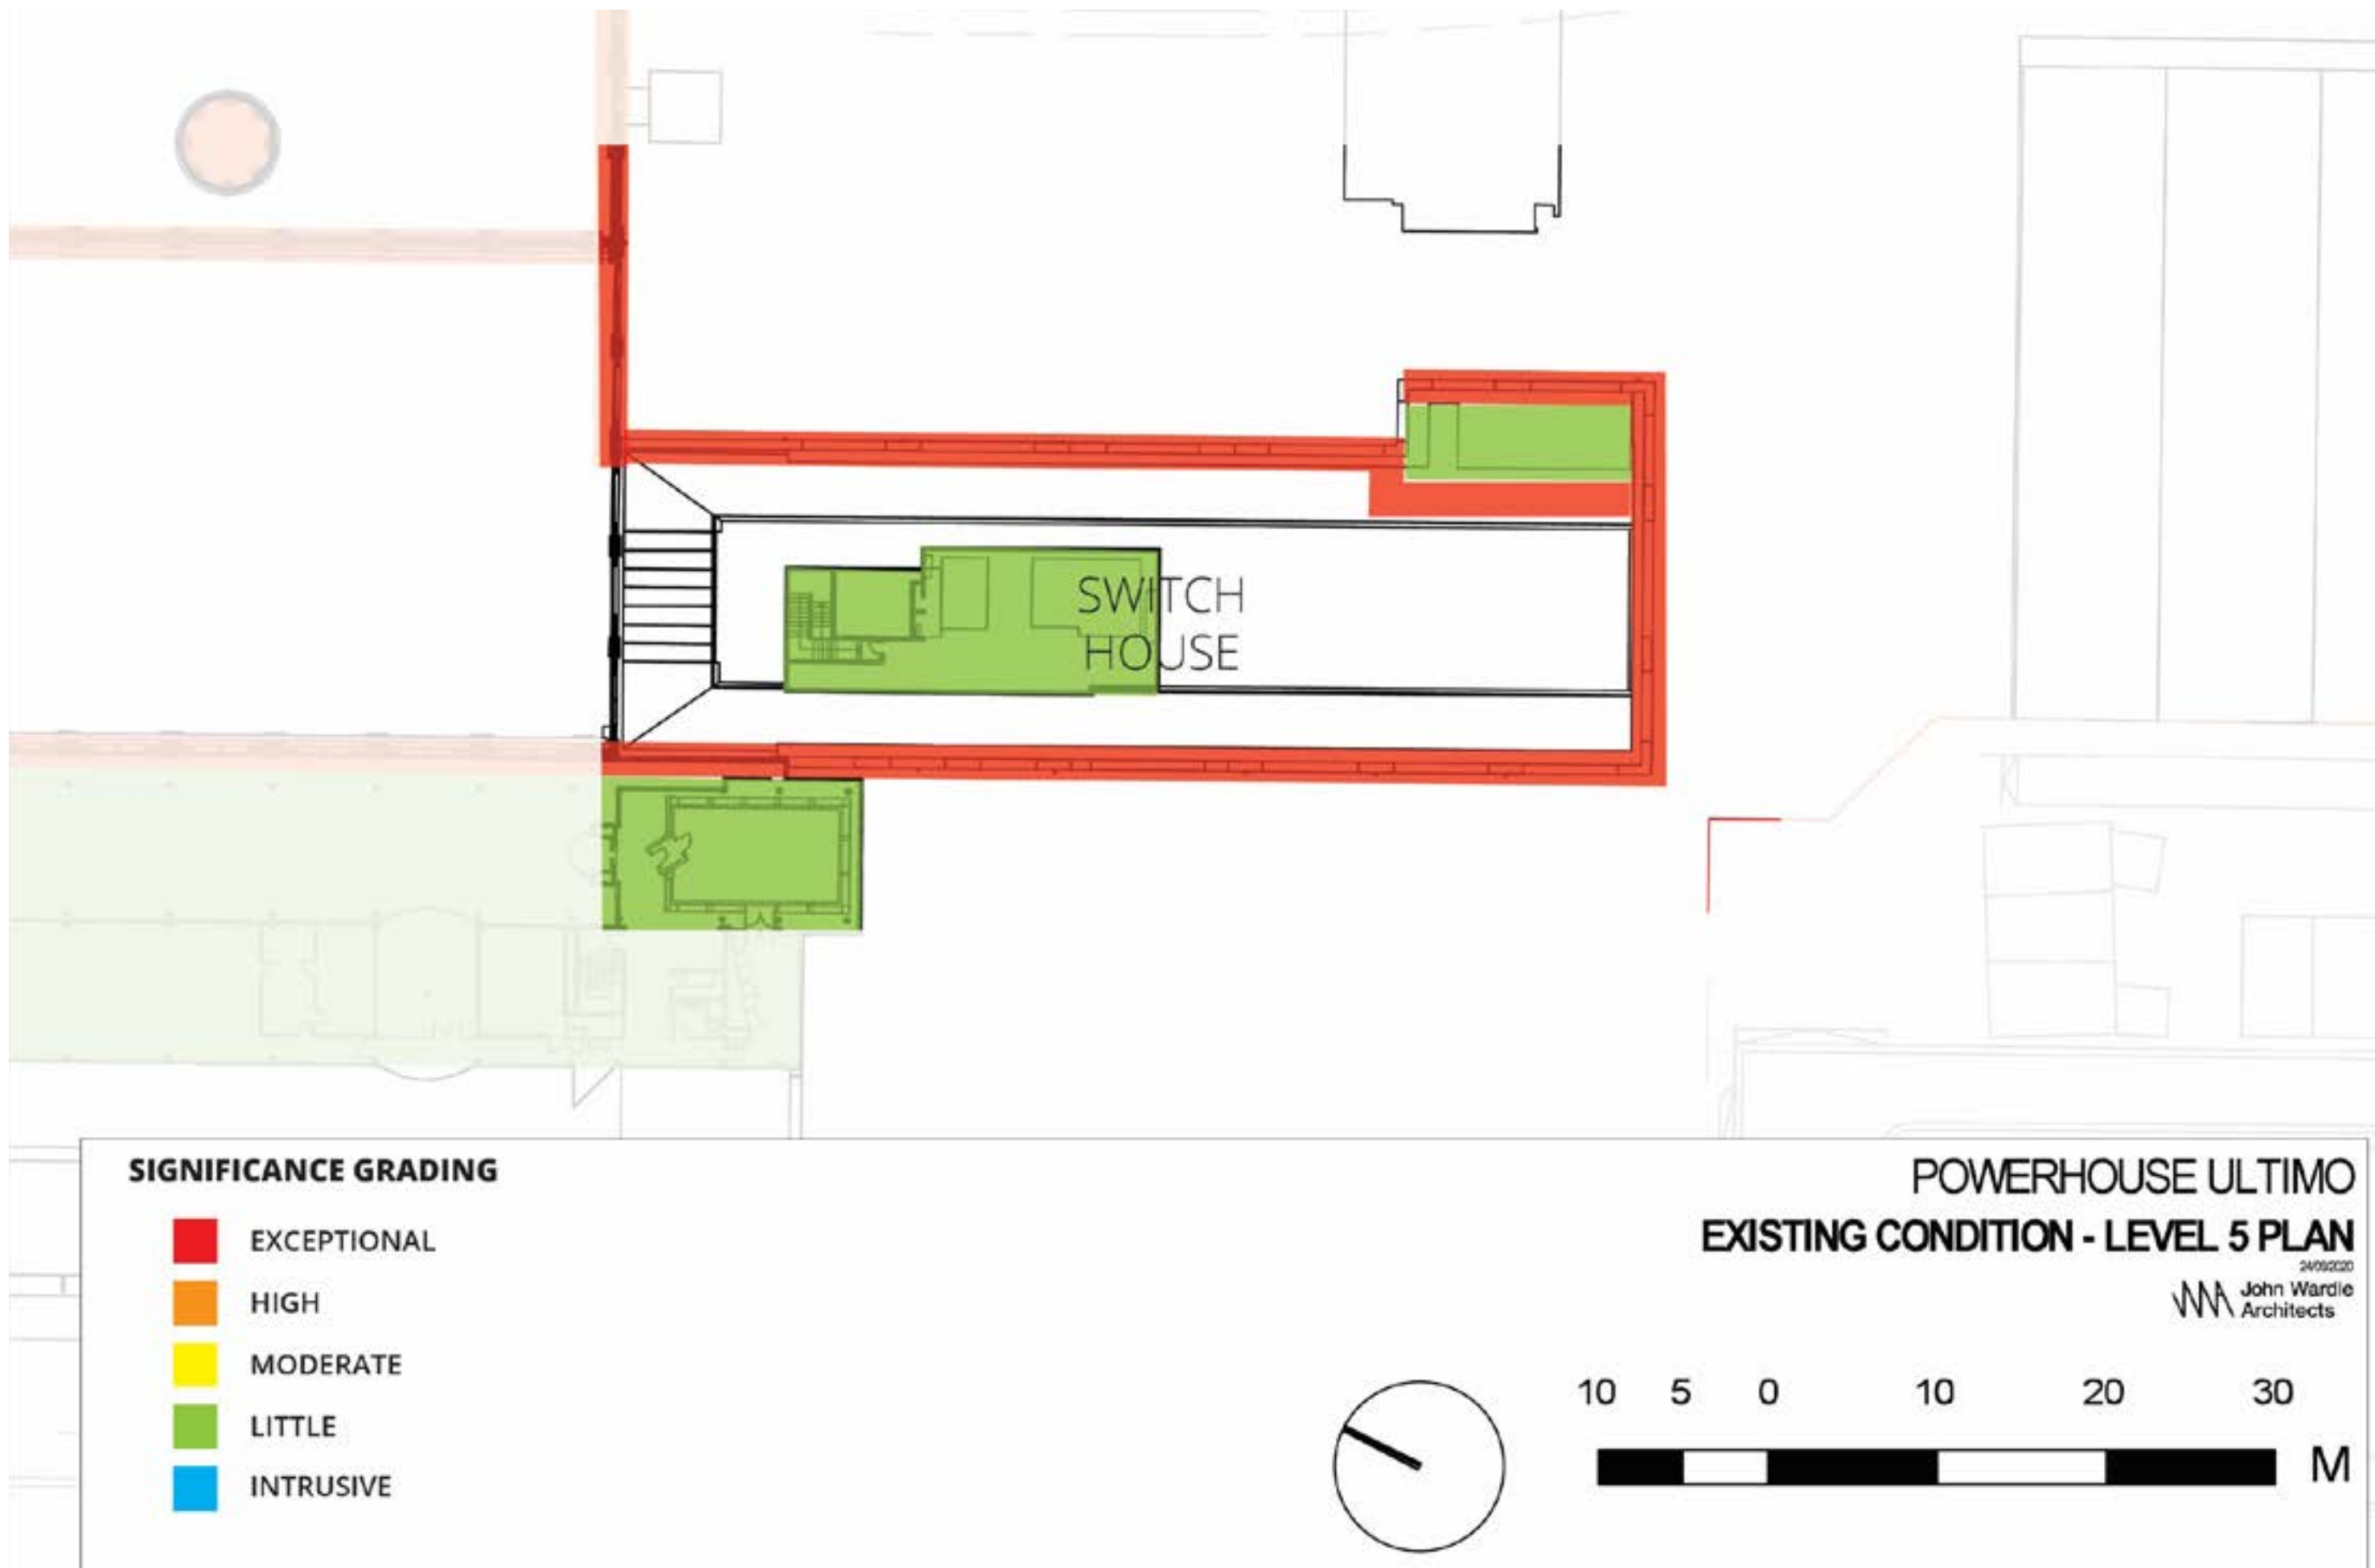 SWITCH
HOUSE
SIGNIFICANCE GRADING
EXCEPTIONAL
HIGH
MODERATE
LITTLE
INTRUSIVE
POWERHOUSE ULTIMO
EXISTING CONDITION - LEVEL 5 PLAN
John Wardle
Architects
10 5 0 10 20 30
M